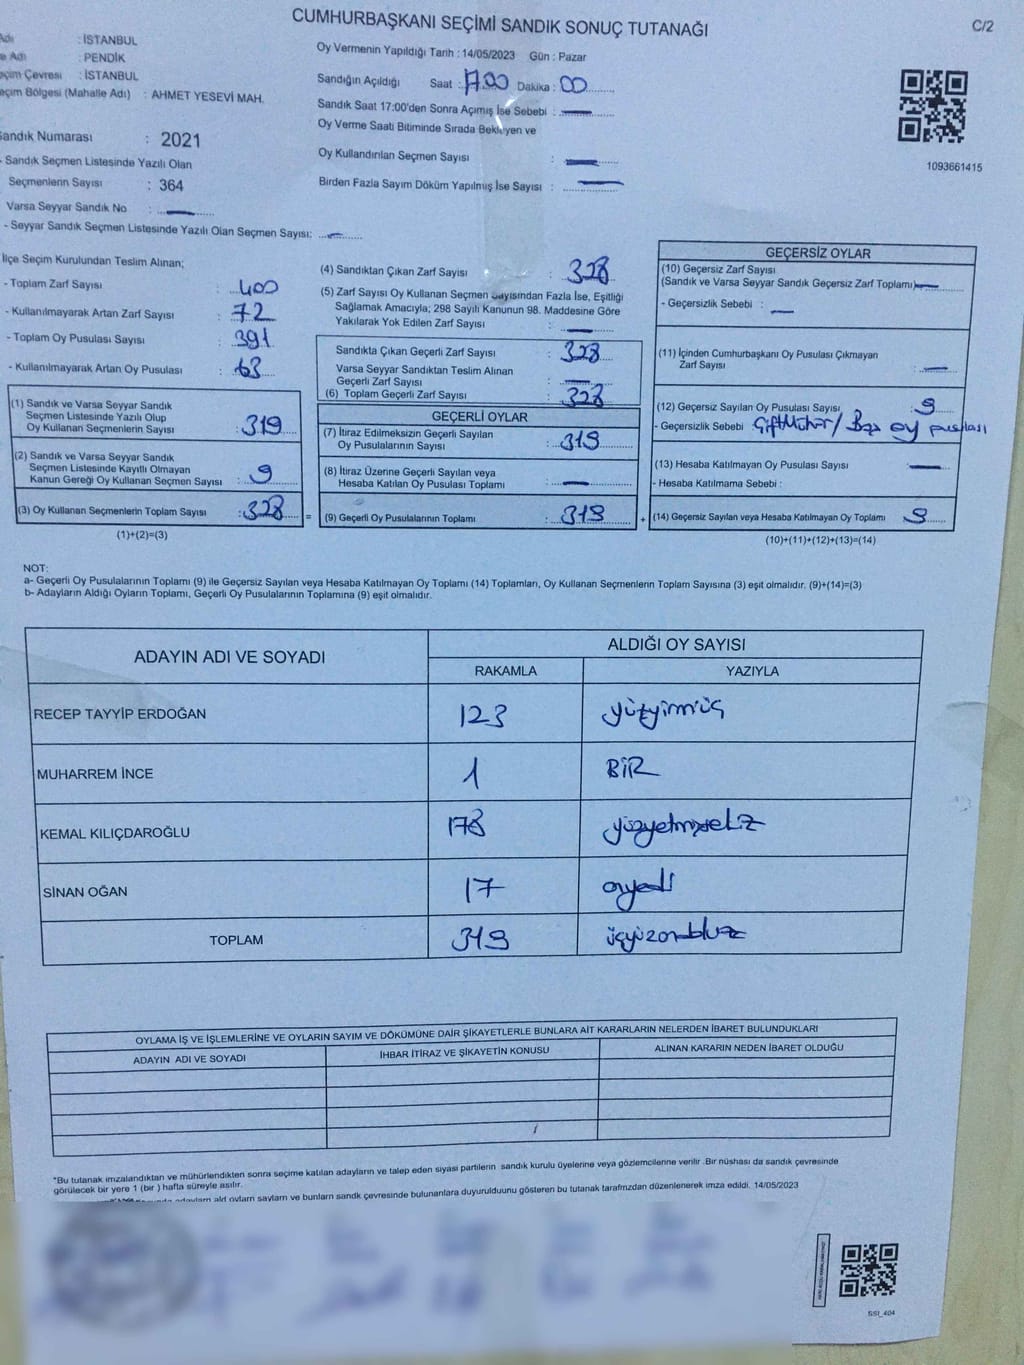 CUMHURBAŞKANI SEÇİMİ SANDIK SONUÇ TUTANAĞI
C/2
Adı : İSTANBUL
e Adı : PENDİK
eçim Çevresi : İSTANBUL
eçim Bölgesi (Mahalle Adı) : AHMET YESEVİ MAH.
Sandık Numarası : 2021
- Sandık Seçmen Listesinde Yazılı Olan
Seçmenlerin Sayısı : 364
Varsa Seyyar Sandık No : —
- Seyyar Sandık Seçmen Listesinde Yazılı Olan Seçmen Sayısı: —
Oy Vermenin Yapıldığı Tarih : 14/05/2023 Gün : Pazar
Sandığın Açıldığı Saat : 17.00 Dakika : 00
Sandık Saat 17:00'den Sonra Açımış İse Sebebi : —
Oy Verme Saati Bitiminde Sırada Bekleyen ve
Oy Kullandırılan Seçmen Sayısı : —
Birden Fazla Sayım Döküm Yapılmış İse Sayısı : —
1093661415
İlçe Seçim Kurulundan Teslim Alınan;
- Toplam Zarf Sayısı : 400
- Kullanılmayarak Artan Zarf Sayısı : 72
- Toplam Oy Pusulası Sayısı : 391
- Kullanılmayarak Artan Oy Pusulası : 63
(1) Sandık ve Varsa Seyyar Sandık
Seçmen Listesinde Yazılı Olup
Oy Kullanan Seçmenlerin Sayısı : 319
(2) Sandık ve Varsa Seyyar Sandık
Seçmen Listesinde Kayıtlı Olmayan
Kanun Gereği Oy Kullanan Seçmen Sayısı : 9
(3) Oy Kullanan Seçmenlerin Toplam Sayısı : 328 =
(1)+(2)=(3)
(4) Sandıktan Çıkan Zarf Sayısı : 328
(5) Zarf Sayısı Oy Kullanan Seçmen Sayısından Fazla İse, Eşitliği
Sağlamak Amacıyla; 298 Sayılı Kanunun 98. Maddesine Göre
Yakılarak Yok Edilen Zarf Sayısı : —
Sandıkta Çıkan Geçerli Zarf Sayısı : 328
Varsa Seyyar Sandıktan Teslim Alınan
Geçerli Zarf Sayısı : —
(6) Toplam Geçerli Zarf Sayısı : 328
GEÇERLİ OYLAR
(7) İtiraz Edilmeksizin Geçerli Sayılan
Oy Pusulalarının Sayısı : 319
(8) İtiraz Üzerine Geçerli Sayılan veya
Hesaba Katılan Oy Pusulası Toplamı : —
(9) Geçerli Oy Pusulalarının Toplamı : 319 +
GEÇERSİZ OYLAR
(10) Geçersiz Zarf Sayısı
(Sandık ve Varsa Seyyar Sandık Geçersiz Zarf Toplamı) —
- Geçersizlik Sebebi : —
(11) İçinden Cumhurbaşkanı Oy Pusulası Çıkmayan
Zarf Sayısı : —
(12) Geçersiz Sayılan Oy Pusulası Sayısı : 9
- Geçersizlik Sebebi Çift Mühür / Boş oy pusulası
(13) Hesaba Katılmayan Oy Pusulası Sayısı : —
- Hesaba Katılmama Sebebi :
(14) Geçersiz Sayılan veya Hesaba Katılmayan Oy Toplamı 9
(10)+(11)+(12)+(13)=(14)
NOT:
a- Geçerli Oy Pusulalarının Toplamı (9) ile Geçersiz Sayılan veya Hesaba Katılmayan Oy Toplamı (14) Toplamları, Oy Kullanan Seçmenlerin Toplam Sayısına (3) eşit olmalıdır. (9)+(14)=(3)
b- Adayların Aldığı Oyların Toplamı, Geçerli Oy Pusulalarının Toplamına (9) eşit olmalıdır.
ADAYIN ADI VE SOYADI
ALDIĞI OY SAYISI
RAKAMLA YAZIYLA
RECEP TAYYİP ERDOĞAN 123 yüzyirmiüç
MUHARREM İNCE 1 BİR
KEMAL KILIÇDAROĞLU 178 yüzyetmişsekiz
SİNAN OĞAN 17 onyedi
TOPLAM 319 üçyüzondokuz
OYLAMA İŞ VE İŞLEMLERİNE VE OYLARIN SAYIM VE DÖKÜMÜNE DAİR ŞİKAYETLERLE BUNLARA AİT KARARLARIN NELERDEN İBARET BULUNDUKLARI
ADAYIN ADI VE SOYADI İHBAR İTİRAZ VE ŞİKAYETİN KONUSU ALINAN KARARIN NEDEN İBARET OLDUĞU
*Bu tutanak imzalandıktan ve mühürlendikten sonra seçime katılan adayların ve talep eden siyasi partilerin sandık kurulu üyelerine veya gözlemcilerine verilir .Bir nüshası da sandık çevresinde
görülecek bir yere 1 (bir ) hafta süreyle asılır.
adayların ald oyların sayları ve bunların sandk çevresinde bulunanlara duyurulduunu gösteren bu tutanak tarafmzdan düzenlenerek imza edildi. 14/05/2023
SSI_404